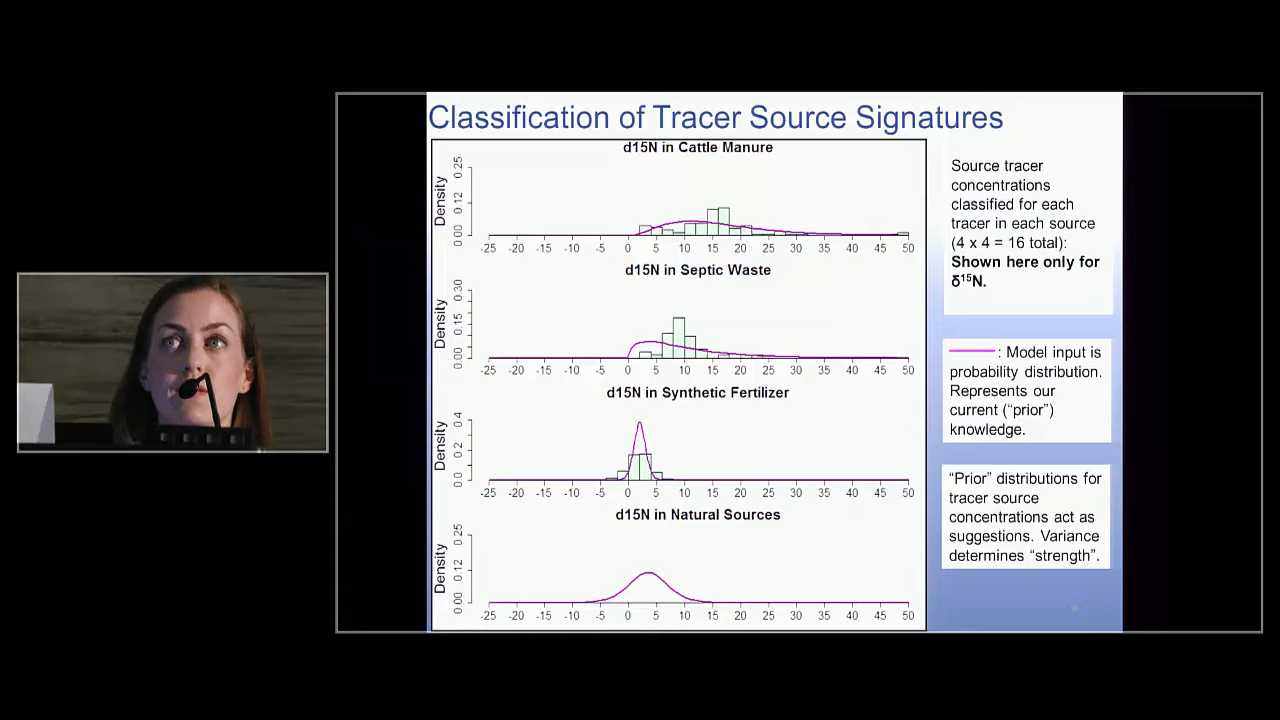 Classification of Tracer Source Signatures
d15N in Cattle Manure
Density
0.00 0.12 0.25
-25 -20 -15 -10 -5 0 5 10 15 20 25 30 35 40 45 50
d15N in Septic Waste
Density
0.00 0.15 0.30
-25 -20 -15 -10 -5 0 5 10 15 20 25 30 35 40 45 50
d15N in Synthetic Fertilizer
Density
0.0 0.2 0.4
-25 -20 -15 -10 -5 0 5 10 15 20 25 30 35 40 45 50
d15N in Natural Sources
Density
0.00 0.12 0.25
-25 -20 -15 -10 -5 0 5 10 15 20 25 30 35 40 45 50
Source tracer
concentrations
classified for each
tracer in each source
(4 x 4 = 16 total):
Shown here only for
δ¹⁵N.
: Model input is
probability distribution.
Represents our
current (“prior”)
knowledge.
“Prior” distributions for
tracer source
concentrations act as
suggestions. Variance
determines “strength”.